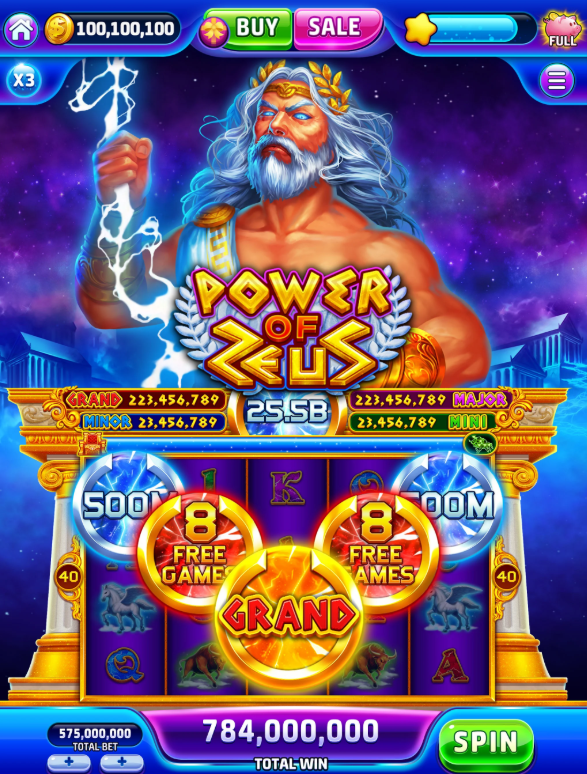 100,100,100
BUY
SALE
FULL
X3
POWER
OF
ZEUS
GRAND 223,456,789
25.5B
223,456,789 MAJOR
MINOR 23,456,789
23,456,789 MINI
500M
500M
8
FREE
GAMES
8
FREE
GAMES
K
40
GRAND
40
Q
A
575,000,000
TOTAL BET
784,000,000
TOTAL WIN
SPIN